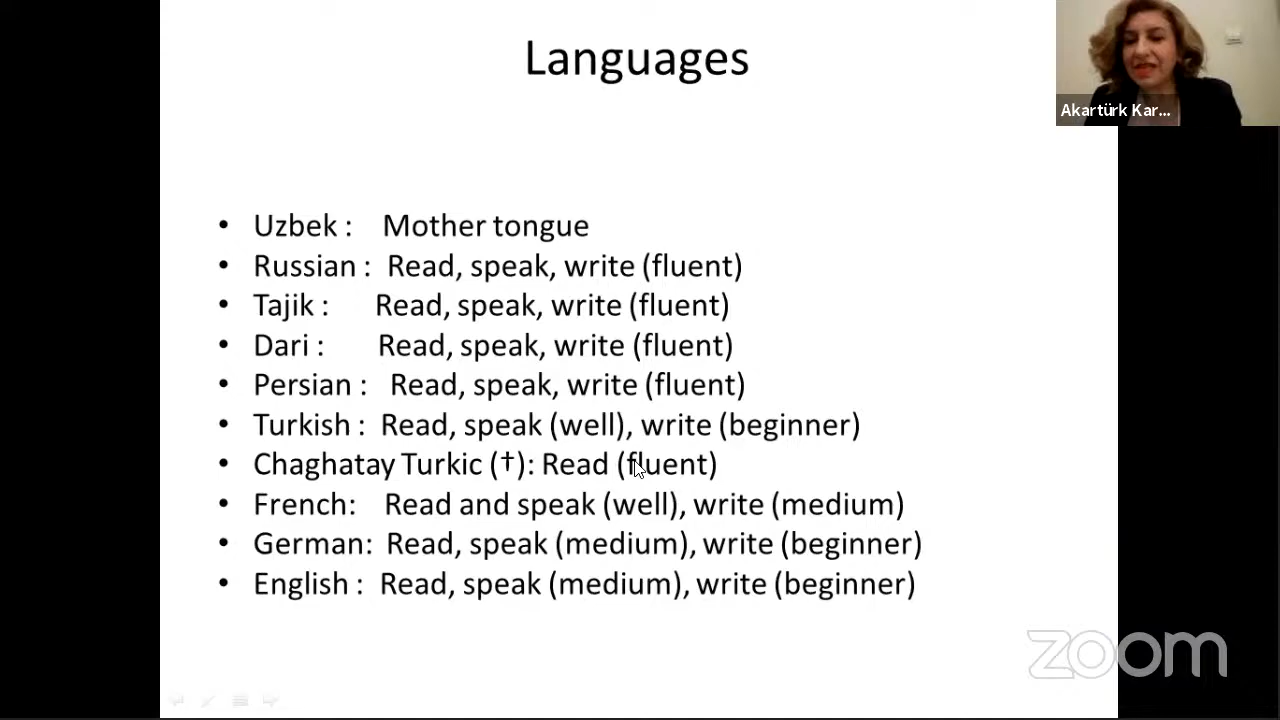 Languages
Akartürk Kar...
• Uzbek : Mother tongue
• Russian : Read, speak, write (fluent)
• Tajik : Read, speak, write (fluent)
• Dari : Read, speak, write (fluent)
• Persian : Read, speak, write (fluent)
• Turkish : Read, speak (well), write (beginner)
• Chaghatay Turkic (†): Read (fluent)
• French: Read and speak (well), write (medium)
• German: Read, speak (medium), write (beginner)
• English : Read, speak (medium), write (beginner)
zoom